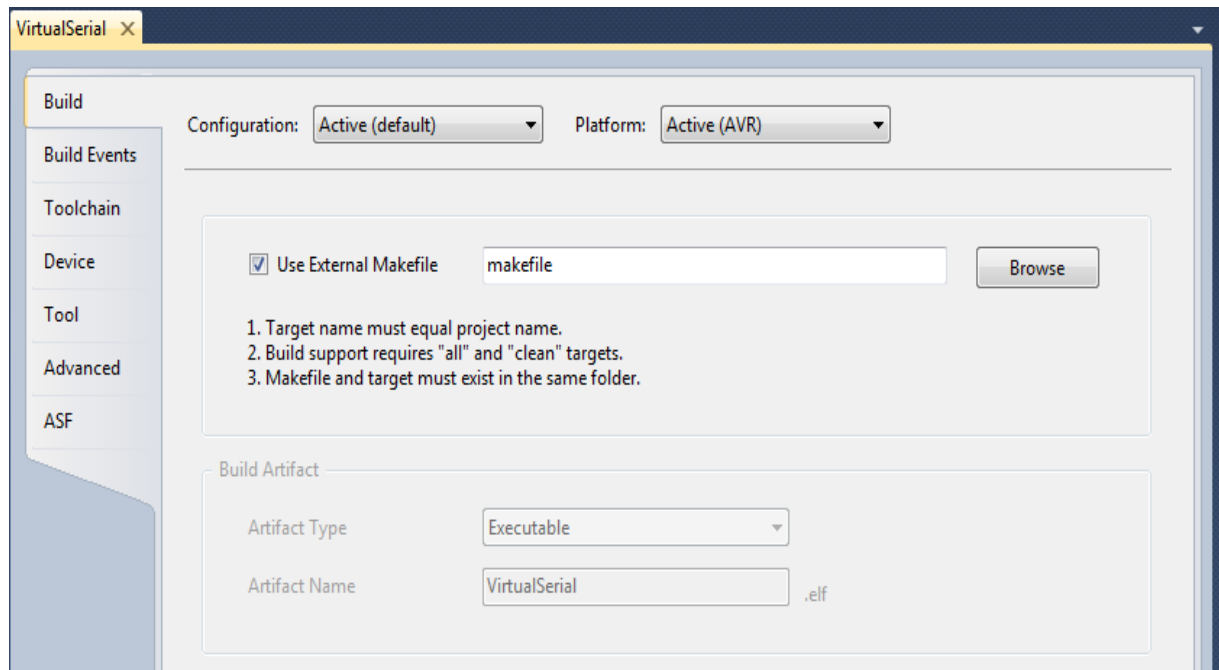 VirtualSerial
Build
Configuration: Active (default) Platform: Active (AVR)
Build Events
Toolchain
Device
Use External Makefile makefile Browse
Tool
1. Target name must equal project name.
2. Build support requires "all" and "clean" targets.
Advanced
3. Makefile and target must exist in the same folder.
ASF
Build Artifact
Artifact Type Executable
Artifact Name VirtualSerial .elf